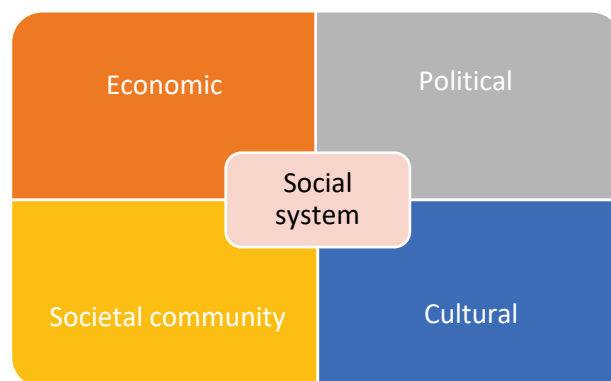 Economic
Political
Social
system
Societal community
Cultural